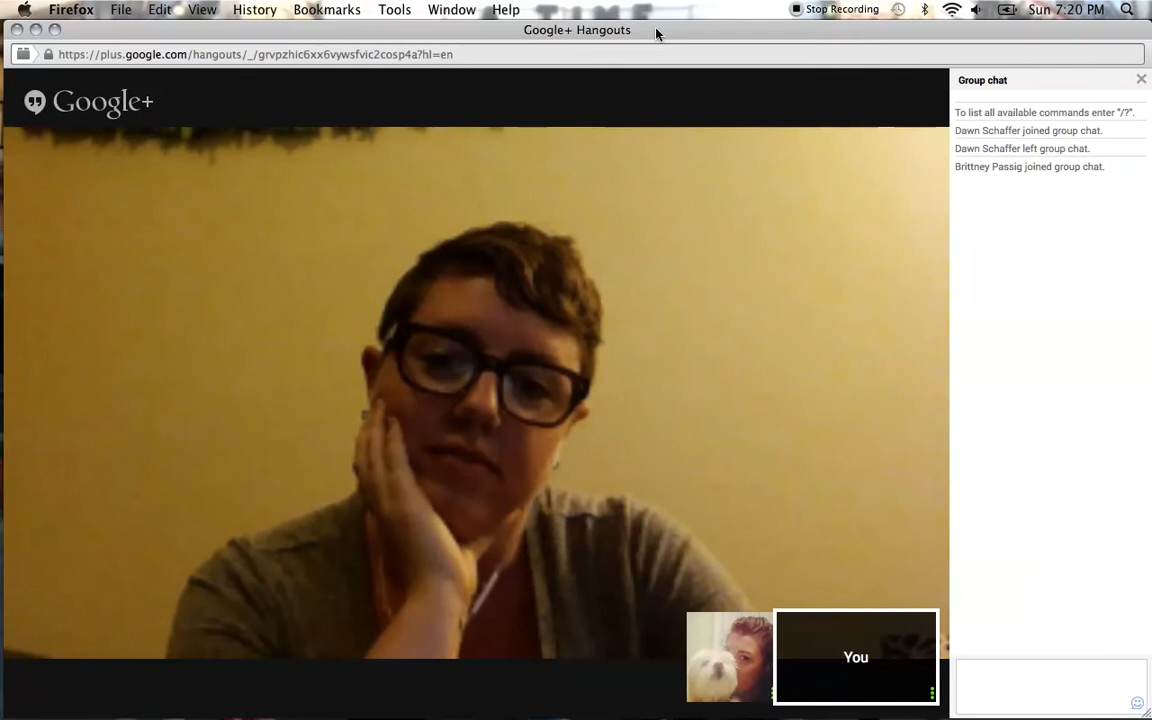 Firefox File Edit View History Bookmarks Tools Window Help Stop Recording Sun 7:20 PM
Google+ Hangouts
https://plus.google.com/hangouts/_/grvpzhic6xx6vywsfvic2cosp4a?hl=en
Google+
Group chat
To list all available commands enter "/?".
Dawn Schaffer joined group chat.
Dawn Schaffer left group chat.
Brittney Passig joined group chat.
You